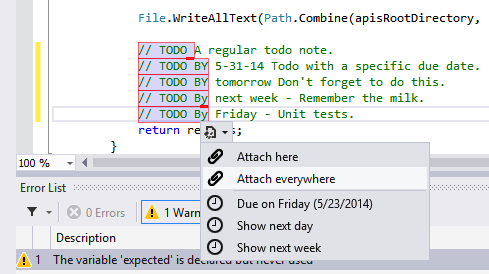 File.WriteAllText(Path.Combine(apisRootDirectory,
// TODO A regular todo note.
// TODO BY 5-31-14 Todo with a specific due date.
// TODO BY tomorrow Don't forget to do this.
// TODO By next week - Remember the milk.
// TODO By Friday - Unit tests.
return re s;
}
100 %
Attach here
Attach everywhere
Due on Friday (5/23/2014)
Show next day
Show next week
Error List
0 Errors
1 Warn
Description
1 The variable 'expected' is declared but never used